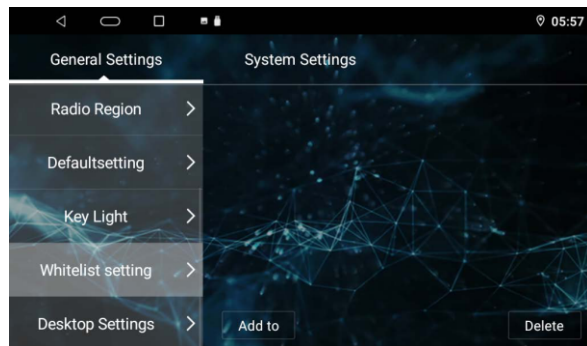 05:57
General Settings
System Settings
Radio Region
Defaultsetting
Key Light
Whitelist setting
Desktop Settings
Add to
Delete